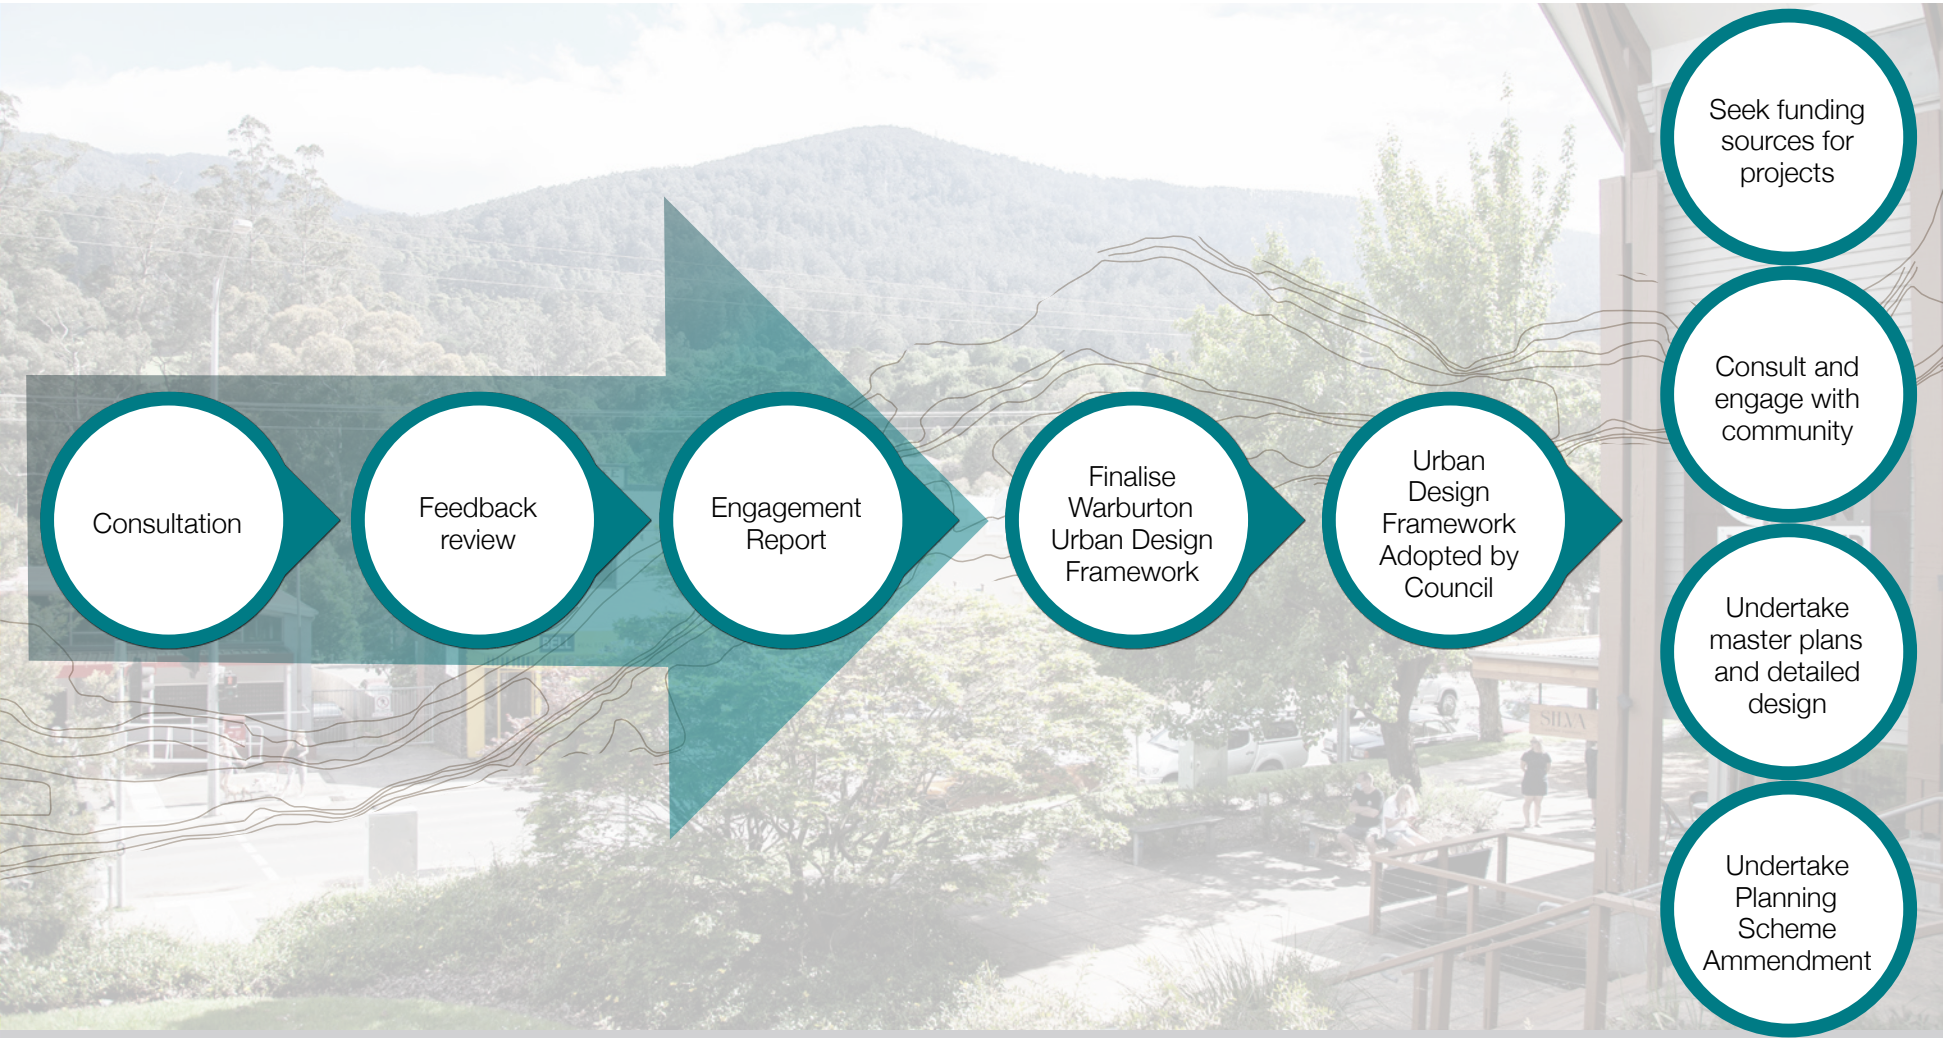 Consultation
Feedback
review
Engagement
Report
Finalise
Warburton
Urban Design
Framework
Urban
Design
Framework
Adopted by
Council
Seek funding
sources for
projects
Consult and
engage with
community
Undertake
master plans
and detailed
design
Undertake
Planning
Scheme
Ammendment
SILVA